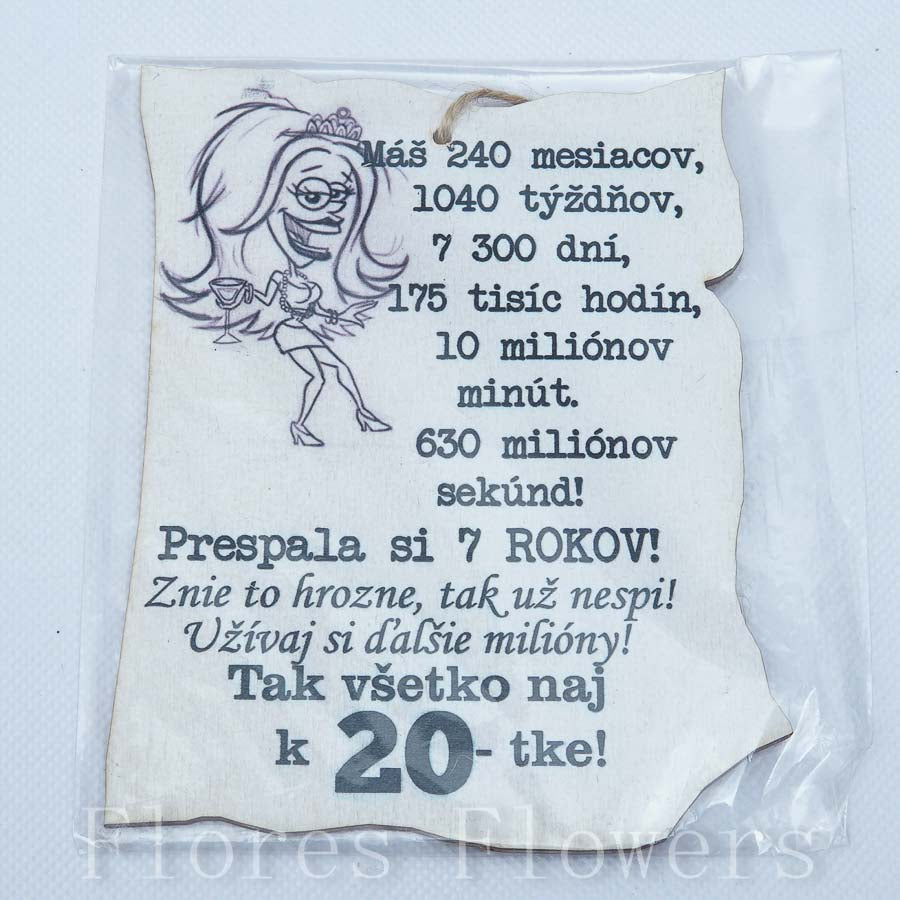 Máš 240 mesiacov,
1040 týždňov,
7 300 dní,
175 tisíc hodín,
10 miliónov
minút.
630 miliónov
sekúnd!
Prespala si 7 ROKOV!
Znie to hrozne, tak už nespi!
Užívaj si ďalšie milióny!
Tak všetko naj
k 20- tke!
Flores Flowers